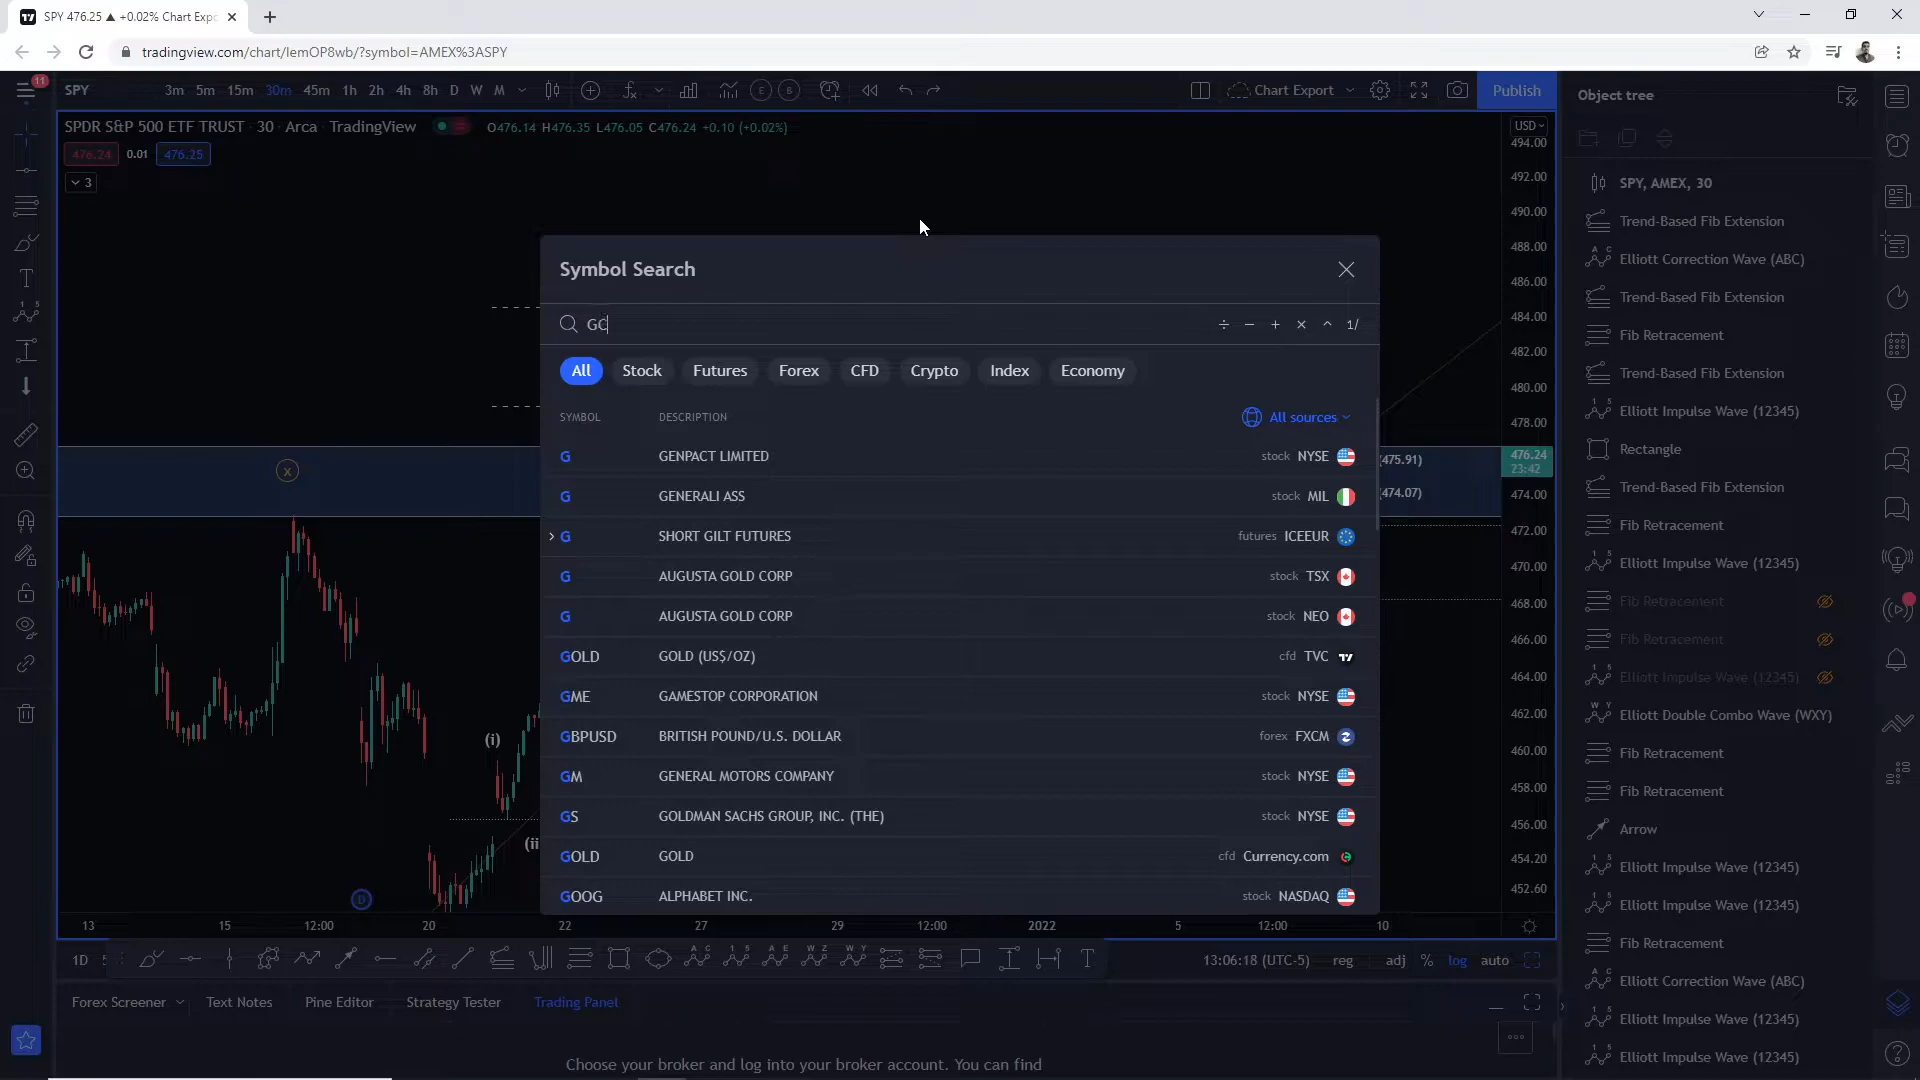 SPY 476.25 ▲ +0.02% Chart Expo
tradingview.com/chart/lemOP8wb/?symbol=AMEX%3ASPY
11
SPY 3m 5m 15m 30m 45m 1h 2h 4h 8h D W M
E B
Chart Export
Publish
Object tree
SPDR S&P 500 ETF TRUST · 30 · Arca · TradingView
O476.14 H476.35 L476.05 C476.24 +0.10 (+0.02%)
476.24 0.01 476.25
3
Symbol Search
GC
÷ − + × ^ 1/
All Stock Futures Forex CFD Crypto Index Economy
SYMBOL DESCRIPTION All sources
G GENPACT LIMITED stock NYSE
G GENERALI ASS stock MIL
G SHORT GILT FUTURES futures ICEEUR
G AUGUSTA GOLD CORP stock TSX
G AUGUSTA GOLD CORP stock NEO
GOLD GOLD (US$/OZ) cfd TVC
GME GAMESTOP CORPORATION stock NYSE
GBPUSD BRITISH POUND/U.S. DOLLAR forex FXCM
GM GENERAL MOTORS COMPANY stock NYSE
GS GOLDMAN SACHS GROUP, INC. (THE) stock NYSE
GOLD GOLD cfd Currency.com
GOOG ALPHABET INC. stock NASDAQ
X
(i)
(ii
D
(475.91)
(474.07)
USD
494.00
492.00
490.00
488.00
486.00
484.00
482.00
480.00
478.00
476.24
23:42
474.00
472.00
470.00
468.00
466.00
464.00
462.00
460.00
458.00
456.00
454.20
452.60
13 15 12:00 20 22 27 29 12:00 2022 5 12:00 10
1D
13:06:18 (UTC-5) reg adj % log auto
Forex Screener Text Notes Pine Editor Strategy Tester Trading Panel
Choose your broker and log into your broker account. You can find
SPY, AMEX, 30
Trend-Based Fib Extension
Elliott Correction Wave (ABC)
Trend-Based Fib Extension
Fib Retracement
Trend-Based Fib Extension
Elliott Impulse Wave (12345)
Rectangle
Trend-Based Fib Extension
Fib Retracement
Elliott Impulse Wave (12345)
Fib Retracement
Fib Retracement
Elliott Impulse Wave (12345)
Elliott Double Combo Wave (WXY)
Fib Retracement
Fib Retracement
Arrow
Elliott Impulse Wave (12345)
Elliott Impulse Wave (12345)
Fib Retracement
Elliott Correction Wave (ABC)
Elliott Impulse Wave (12345)
Elliott Impulse Wave (12345)